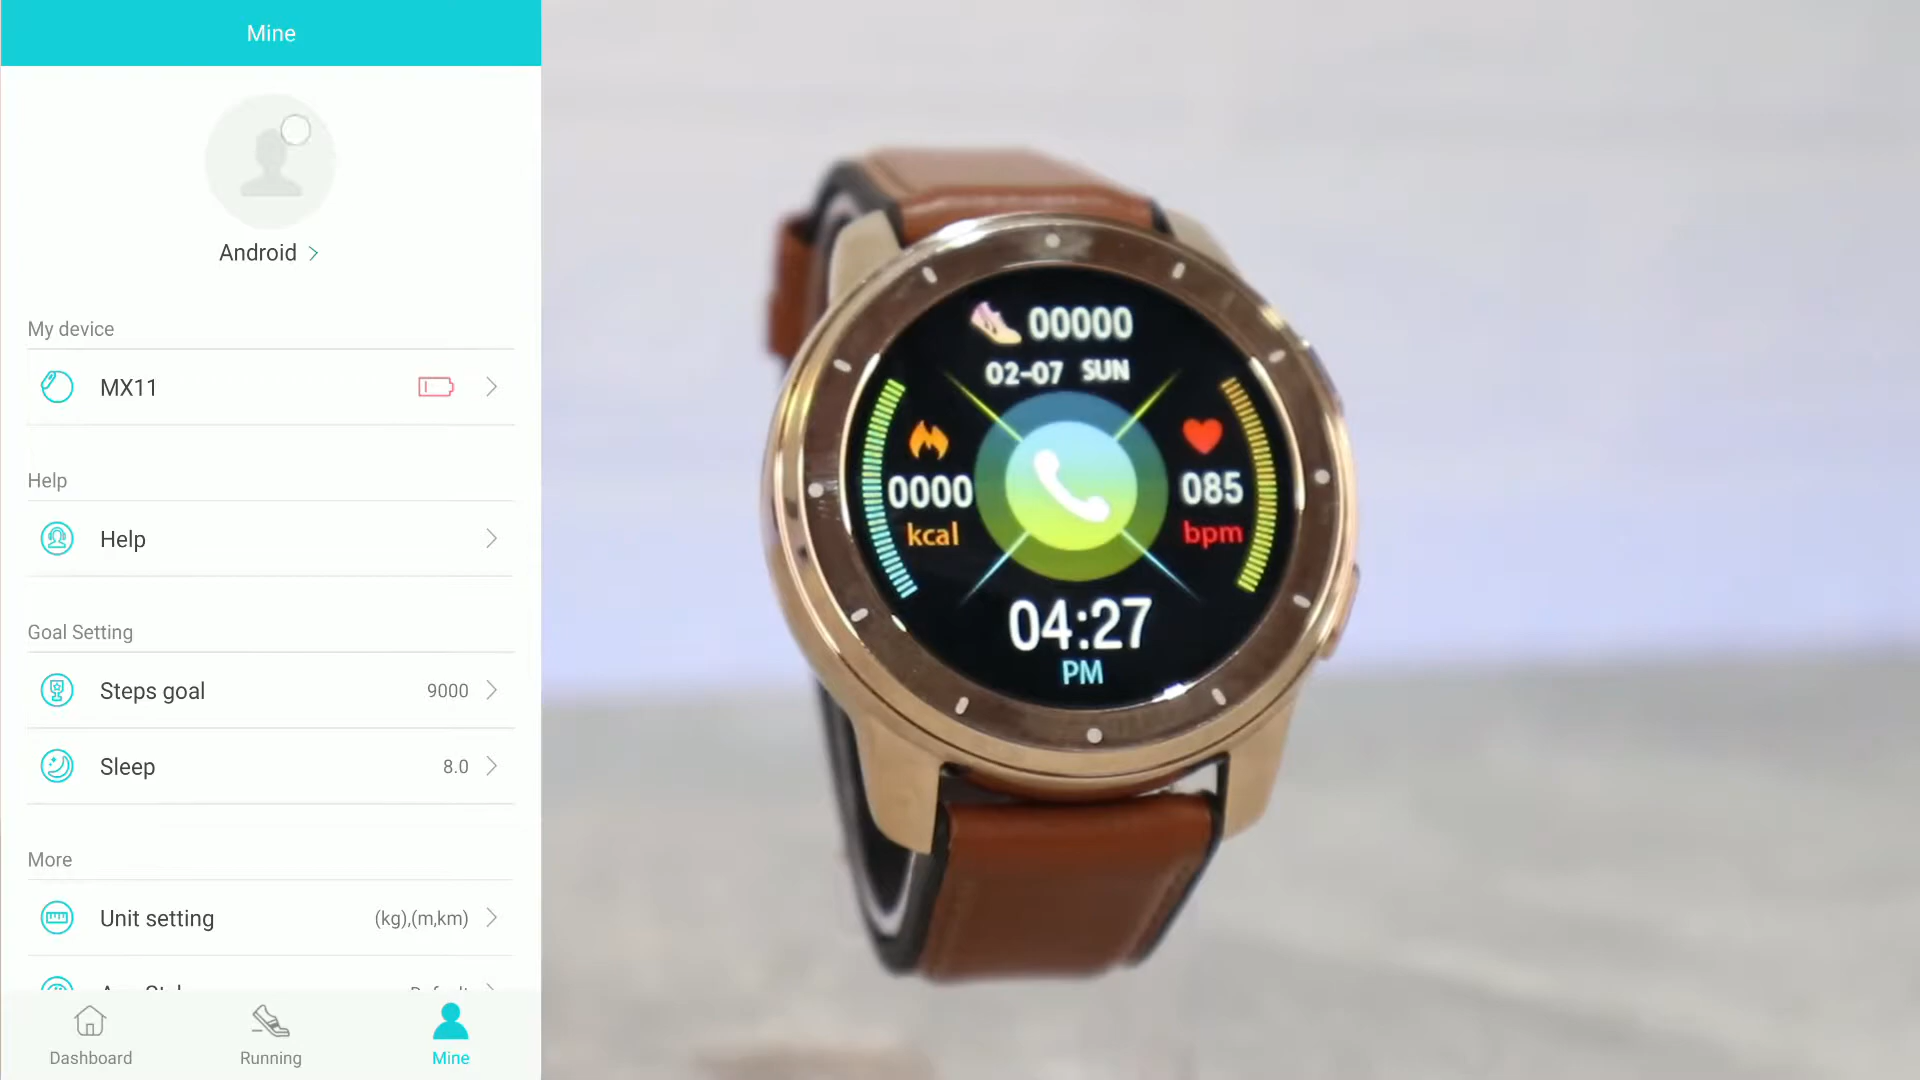 Mine
Android
My device
MX11
Help
Help
Goal Setting
Steps goal 9000
Sleep 8.0
More
Unit setting (kg),(m,km)
Dashboard
Running
Mine
00000
02-07 SUN
0000
kcal
085
bpm
04:27
PM